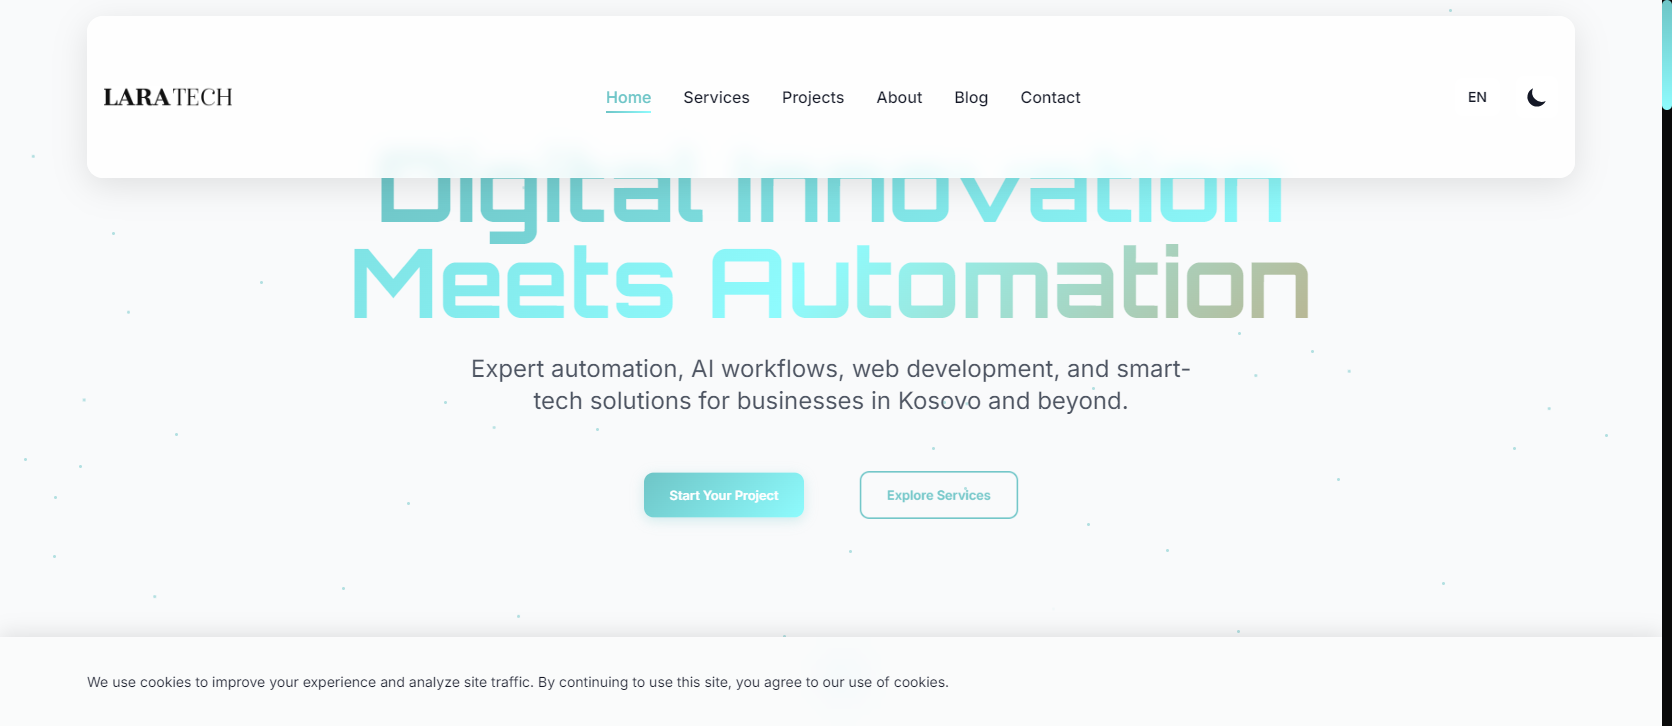 LARATECH
Home Services Projects About Blog Contact
EN
Digital Innovation
Meets Automation
Expert automation, AI workflows, web development, and smart-
tech solutions for businesses in Kosovo and beyond.
Start Your Project
Explore Services
We use cookies to improve your experience and analyze site traffic. By continuing to use this site, you agree to our use of cookies.